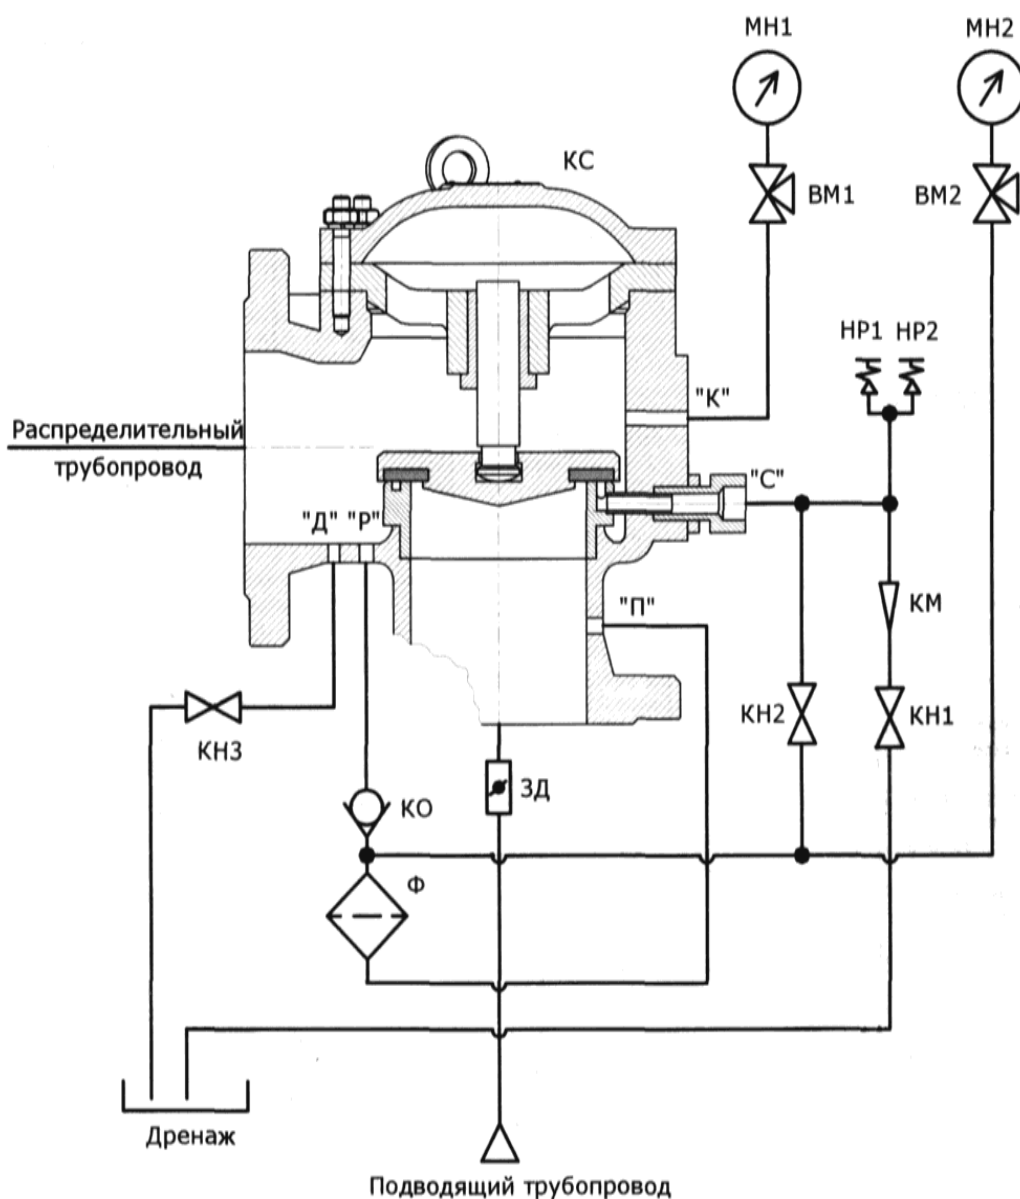 МН1
МН2
КС
ВМ1
ВМ2
НР1
НР2
"К"
Распределительный
трубопровод
"С"
"Д"
"Р"
"П"
КМ
КН2
КН1
КН3
ЗД
КО
Ф
Дренаж
Подводящий трубопровод